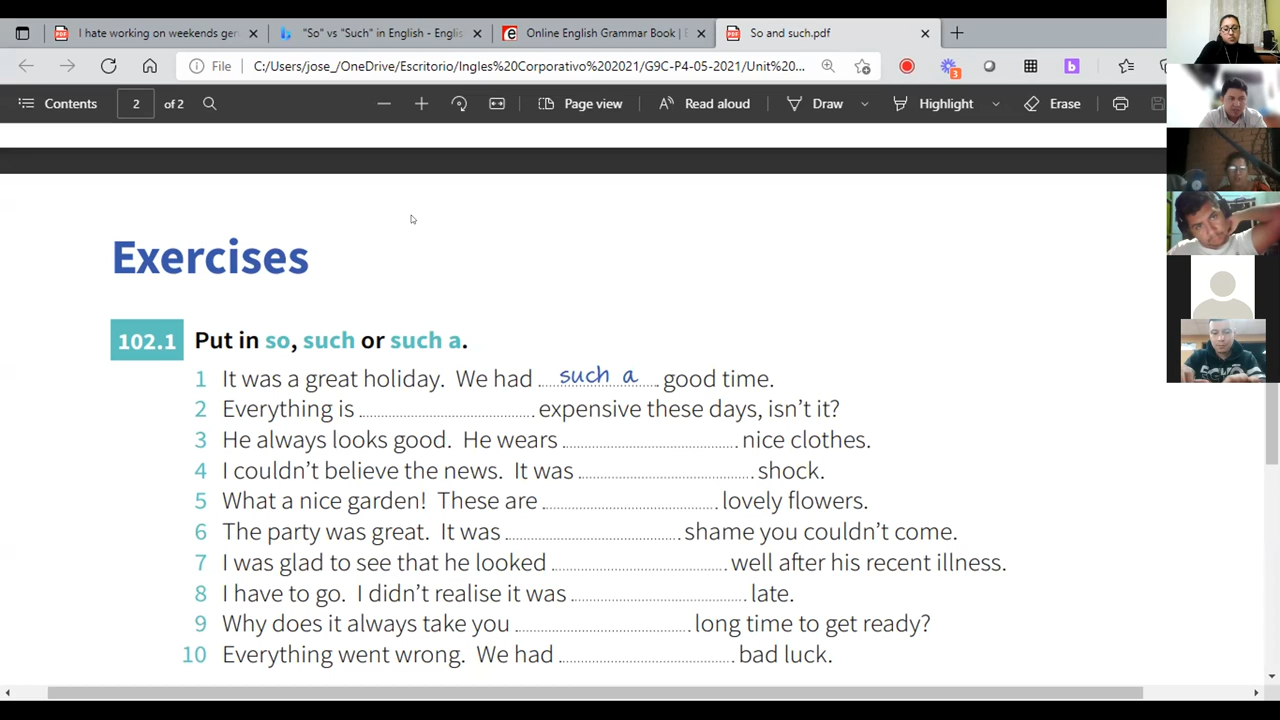 I hate working on weekends ger
"So" vs "Such" in English - Englis
Online English Grammar Book | E
So and such.pdf
File
C:/Users/jose_/OneDrive/Escritorio/Ingles%20Corporativo%202021/G9C-P4-05-2021/Unit%...
Contents
2
of 2
Page view
Read aloud
Draw
Highlight
Erase
Exercises
102.1 Put in so, such or such a.
1 It was a great holiday. We had such a good time.
2 Everything is .................... expensive these days, isn't it?
3 He always looks good. He wears .................... nice clothes.
4 I couldn't believe the news. It was .................... shock.
5 What a nice garden! These are .................... lovely flowers.
6 The party was great. It was .................... shame you couldn't come.
7 I was glad to see that he looked .................... well after his recent illness.
8 I have to go. I didn't realise it was .................... late.
9 Why does it always take you .................... long time to get ready?
10 Everything went wrong. We had .................... bad luck.